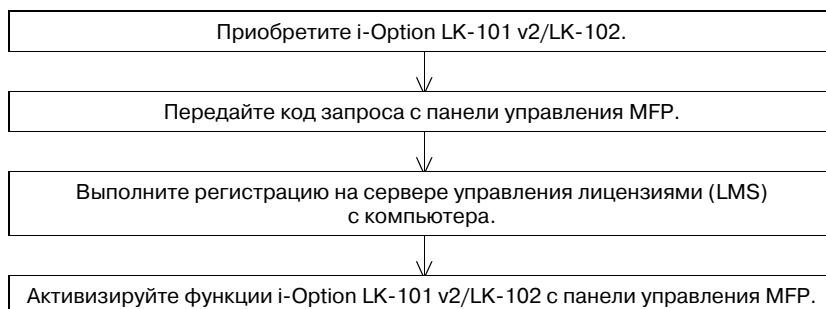 Приобретите i-Option LK-101 v2/LK-102.
Передайте код запроса с панели управления MFP.
Выполните регистрацию на сервере управления лицензиями (LMS)
с компьютера.
Активизируйте функции i-Option LK-101 v2/LK-102 с панели управления MFP.